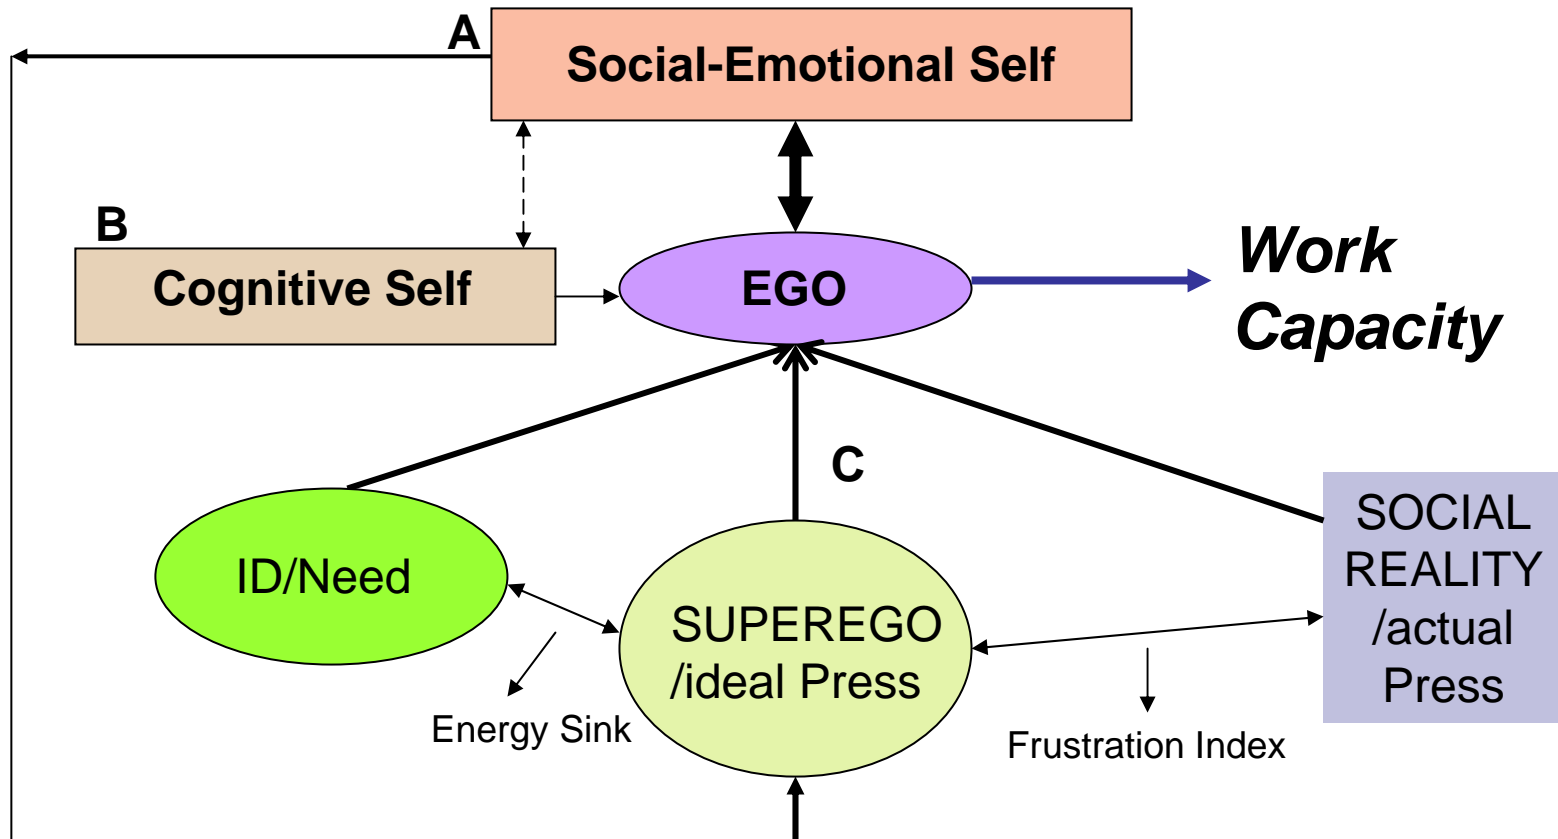 A
Social-Emotional Self
B
Cognitive Self
EGO
Work
Capacity
C
ID/Need
SUPEREGO
/ideal Press
SOCIAL
REALITY
/actual
Press
Energy Sink
Frustration Index